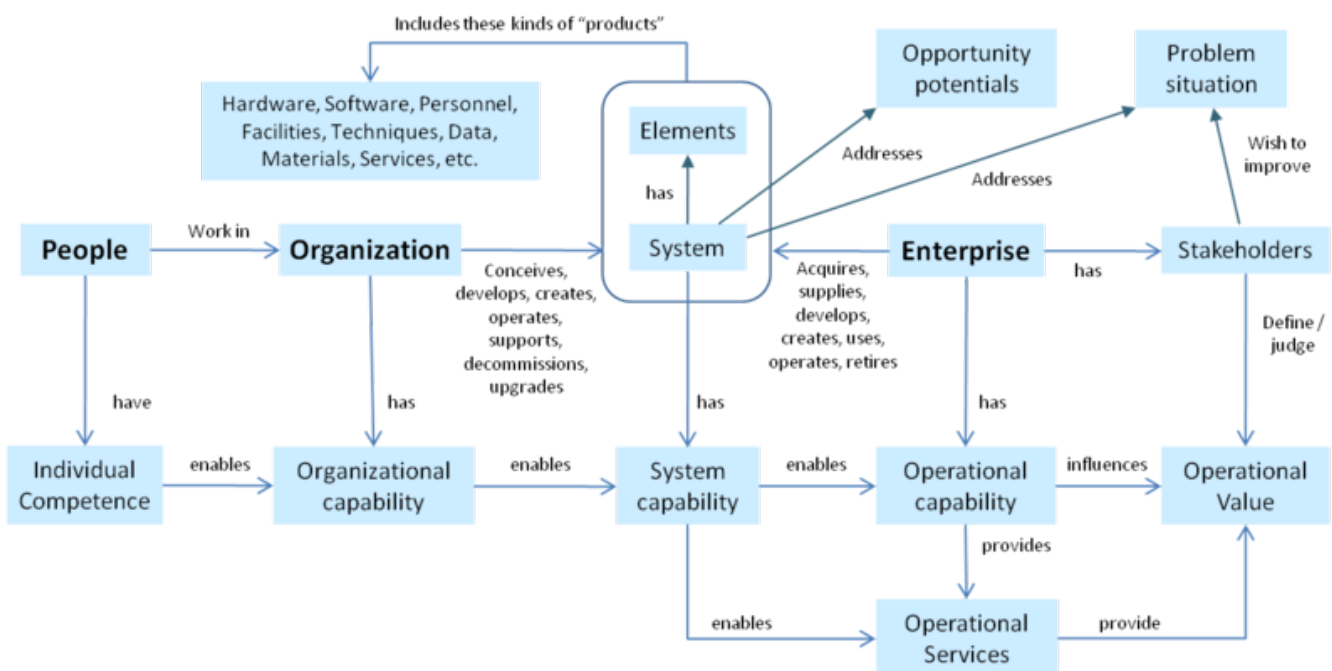 Includes these kinds of “products”
Opportunity
potentials
Problem
situation
Hardware, Software, Personnel,
Facilities, Techniques, Data,
Materials, Services, etc.
Elements
Addresses
Addresses
Wish to
improve
has
People
Work in
Organization
System
Enterprise
has
Stakeholders
Conceives,
develops, creates,
operates,
supports,
decommissions,
upgrades
Acquires,
supplies,
develops,
creates, uses,
operates, retires
Define /
judge
have
has
has
has
Individual
Competence
enables
Organizational
capability
enables
System
capability
enables
Operational
capability
influences
Operational
Value
provides
enables
Operational
Services
provide